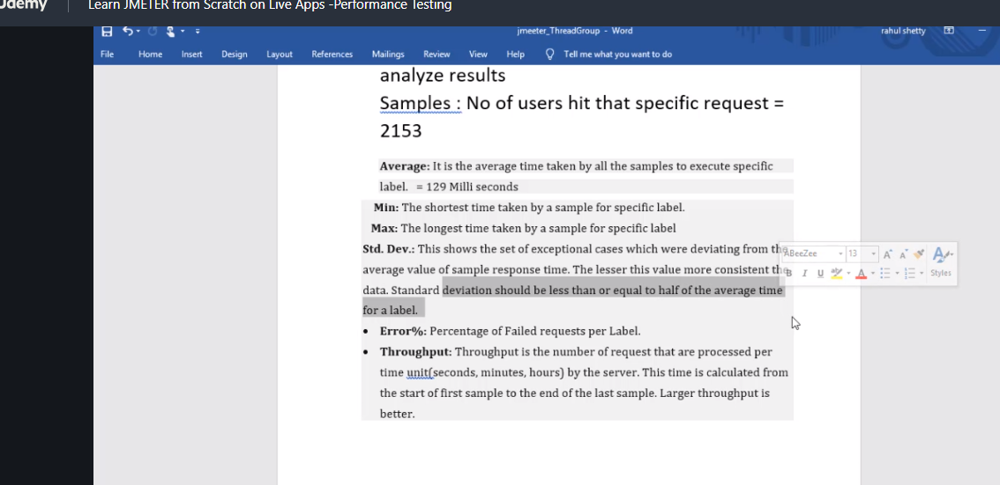 Udemy Learn JMETER from Scratch on Live Apps -Performance Testing
jmeeter_ThreadGroup - Word rahul shetty
File Home Insert Design Layout References Mailings Review View Help Tell me what you want to do
analyze results
Samples : No of users hit that specific request =
2153
Average: It is the average time taken by all the samples to execute specific
label. = 129 Milli seconds
Min: The shortest time taken by a sample for specific label.
Max: The longest time taken by a sample for specific label
Std. Dev.: This shows the set of exceptional cases which were deviating from the
average value of sample response time. The lesser this value more consistent the
data. Standard deviation should be less than or equal to half of the average time
for a label.
ABeeZee 13 A A
B I U ab A Styles
• Error%: Percentage of Failed requests per Label.
• Throughput: Throughput is the number of request that are processed per
time unit(seconds, minutes, hours) by the server. This time is calculated from
the start of first sample to the end of the last sample. Larger throughput is
better.